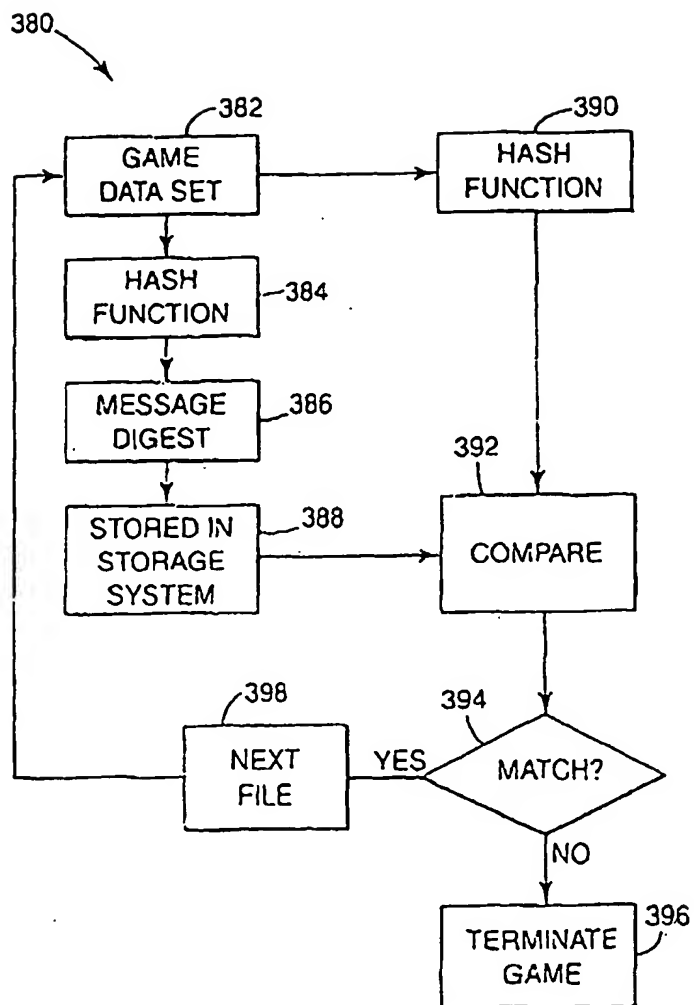 380
382
GAME
DATA SET
390
HASH
FUNCTION
HASH
FUNCTION
384
MESSAGE
DIGEST
386
STORED IN
STORAGE
SYSTEM
388
392
COMPARE
398
NEXT
FILE
YES
394
MATCH?
NO
TERMINATE
GAME
396